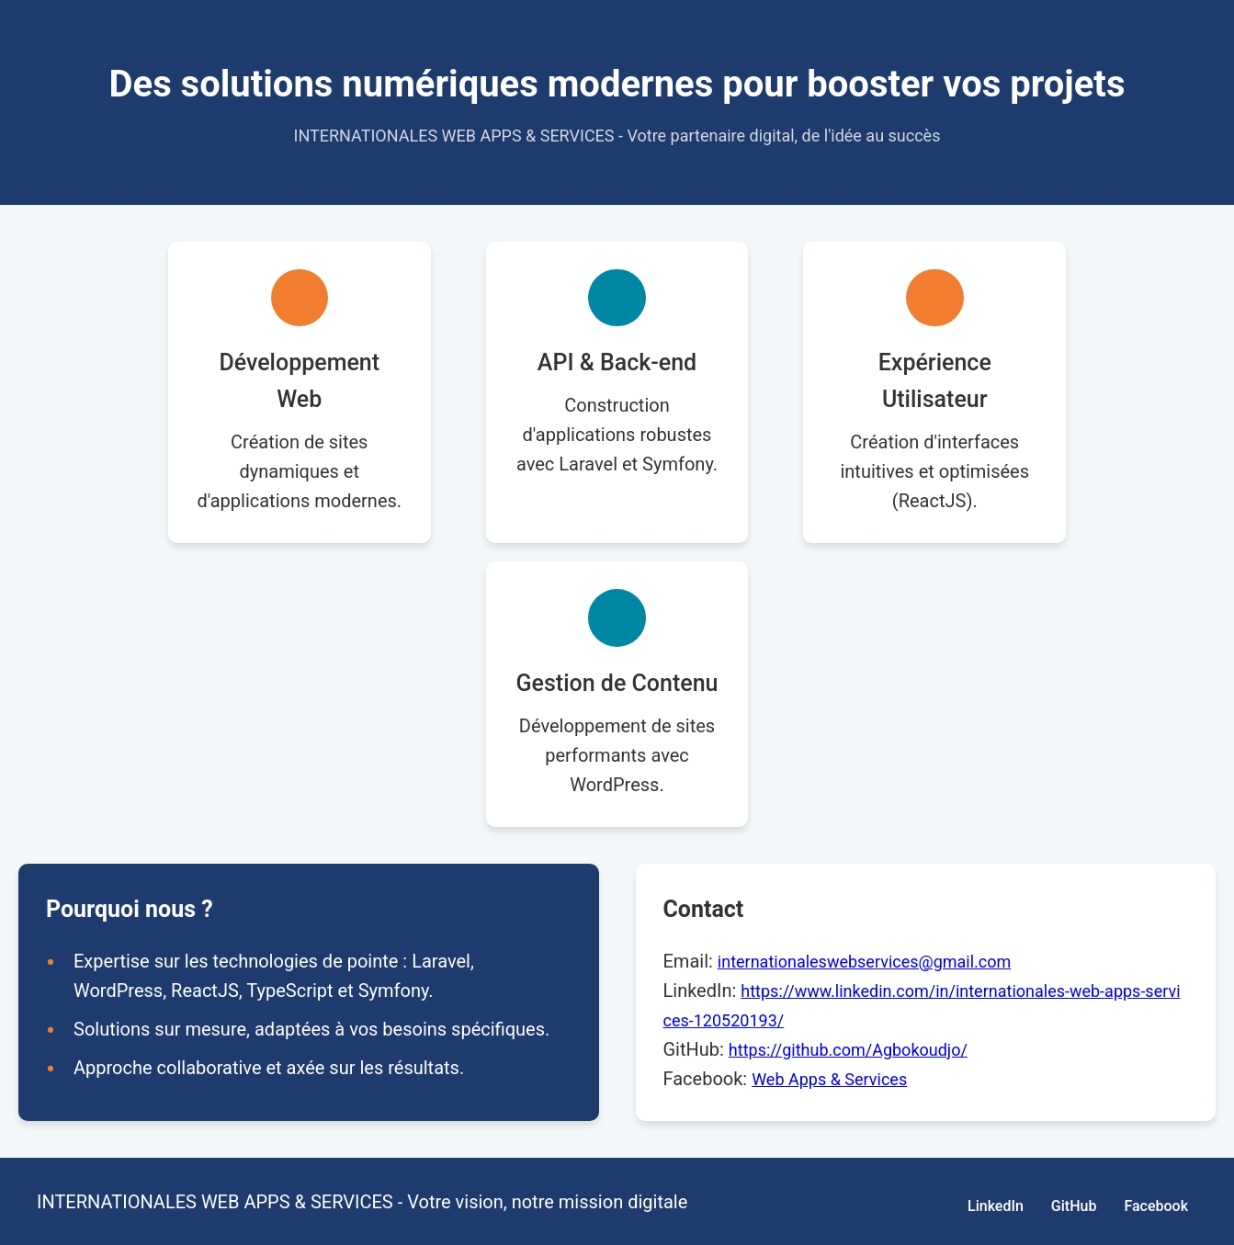 Des solutions numériques modernes pour booster vos projets
INTERNATIONALES WEB APPS & SERVICES - Votre partenaire digital, de l'idée au succès
Développement
Web
Création de sites
dynamiques et
d'applications modernes.
API & Back-end
Construction
d'applications robustes
avec Laravel et Symfony.
Expérience
Utilisateur
Création d'interfaces
intuitives et optimisées
(ReactJS).
Gestion de Contenu
Développement de sites
performants avec
WordPress.
Pourquoi nous ?
• Expertise sur les technologies de pointe : Laravel,
WordPress, ReactJS, TypeScript et Symfony.
• Solutions sur mesure, adaptées à vos besoins spécifiques.
• Approche collaborative et axée sur les résultats.
Contact
Email: internationaleswebservices@gmail.com
LinkedIn: https://www.linkedin.com/in/internationales-web-apps-servi
ces-120520193/
GitHub: https://github.com/Agbokoudjo/
Facebook: Web Apps & Services
INTERNATIONALES WEB APPS & SERVICES - Votre vision, notre mission digitale
LinkedIn GitHub Facebook